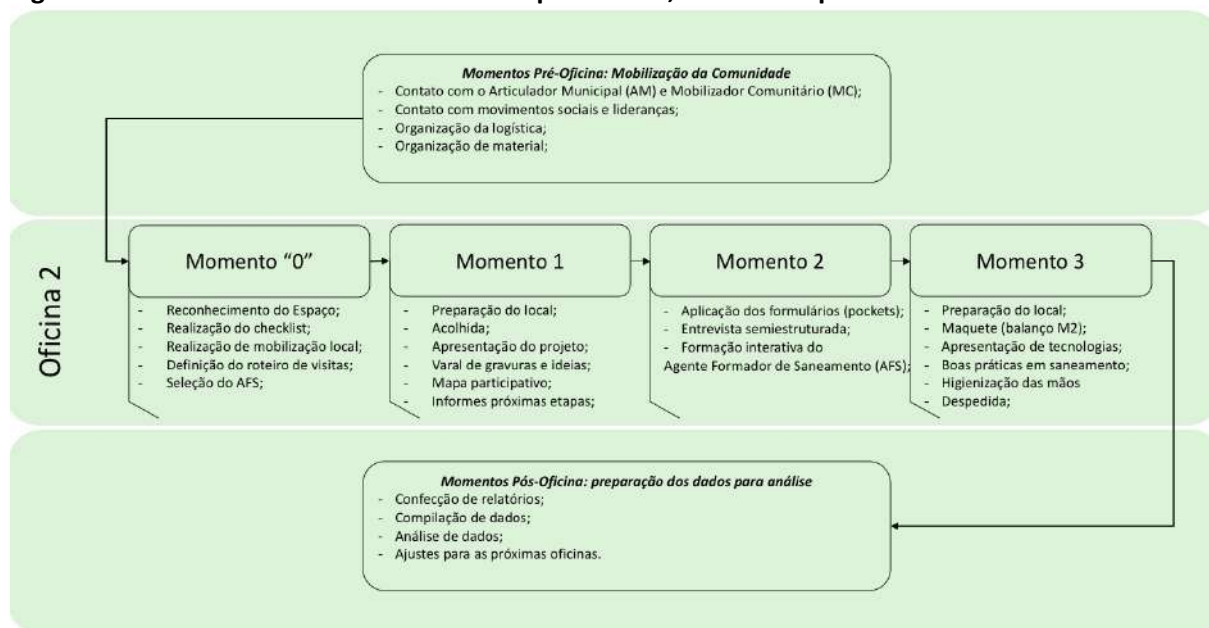 Momentos Pré-Oficina: Mobilização da Comunidade
- Contato com o Articulador Municipal (AM) e Mobilizador Comunitário (MC);
- Contato com movimentos sociais e lideranças;
- Organização da logística;
- Organização de material;
Oficina 2
Momento "0"
- Reconhecimento do Espaço;
- Realização do checklist;
- Realização de mobilização local;
- Definição do roteiro de visitas;
- Seleção do AFS;
Momento 1
- Preparação do local;
- Acolhida;
- Apresentação do projeto;
- Varal de gravuras e ideias;
- Mapa participativo;
- Informes próximas etapas;
Momento 2
- Aplicação dos formulários (pockets);
- Entrevista semiestruturada;
- Formação interativa do
Agente Formador de Saneamento (AFS);
Momento 3
- Preparação do local;
- Maquete (balanço M2);
- Apresentação de tecnologias;
- Boas práticas em saneamento;
- Higienização das mãos
- Despedida;
Momentos Pós-Oficina: preparação dos dados para análise
- Confecção de relatórios;
- Compilação de dados;
- Análise de dados;
- Ajustes para as próximas oficinas.